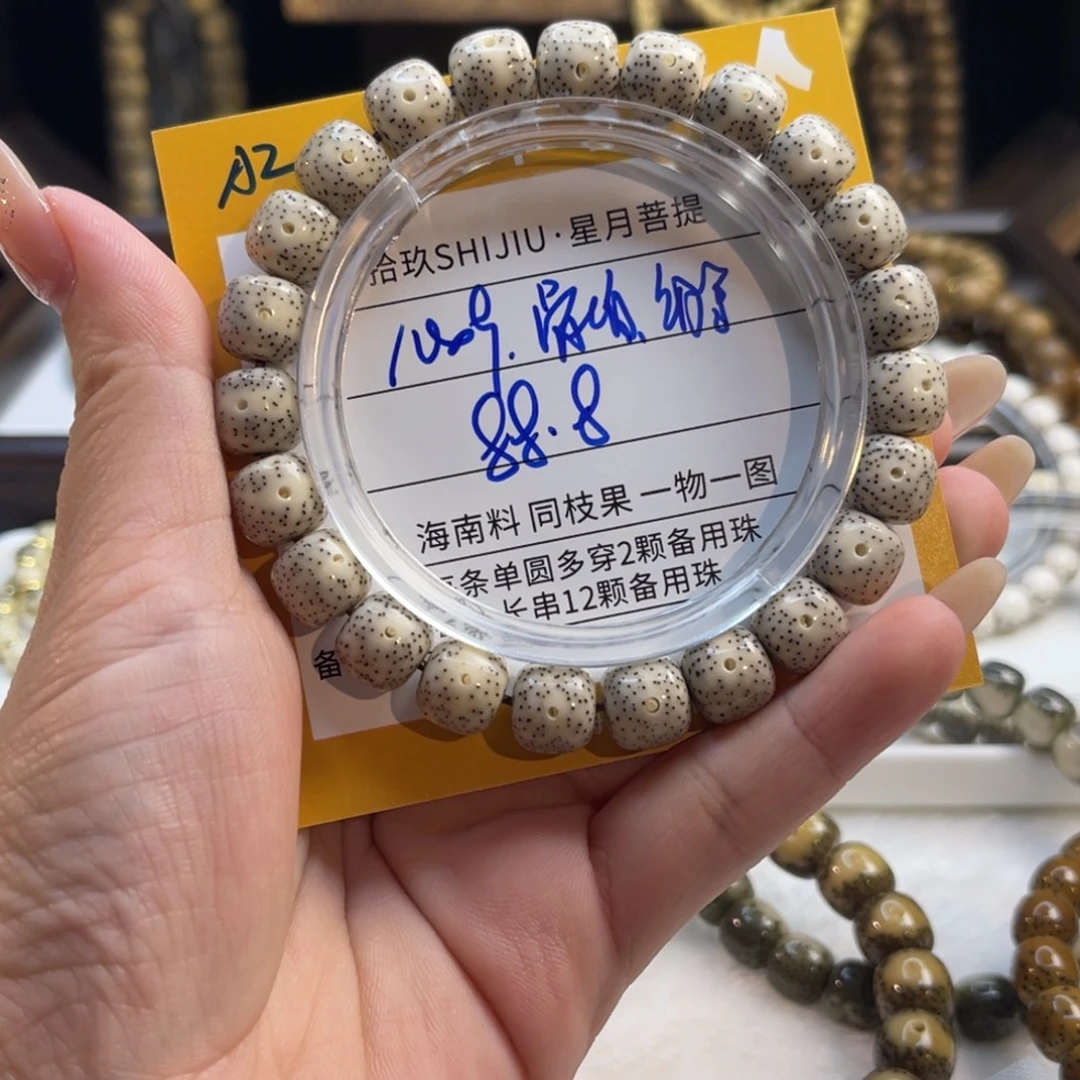 A2
拾玖SHIJIU·星月菩提
88.8
海南料 同枝果 一物一图
条单圆多穿2颗备用珠
长串12颗备用珠
备